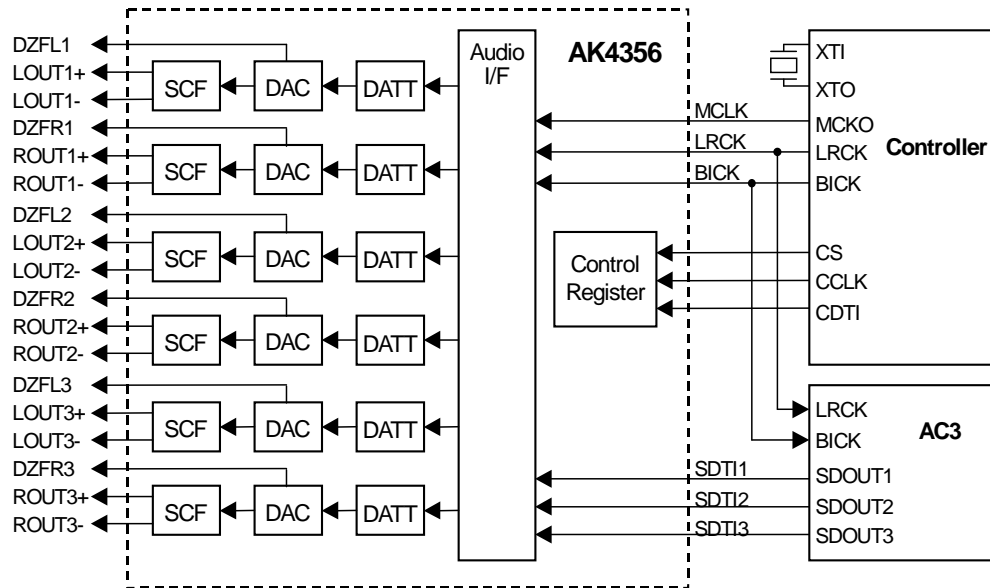 DZFL1
LOUT1+
LOUT1-
DZFR1
ROUT1+
ROUT1-
DZFL2
LOUT2+
LOUT2-
DZFR2
ROUT2+
ROUT2-
DZFL3
LOUT3+
LOUT3-
DZFR3
ROUT3+
ROUT3-
SCF
DAC
DATT
SCF
DAC
DATT
SCF
DAC
DATT
SCF
DAC
DATT
SCF
DAC
DATT
SCF
DAC
DATT
Audio
I/F
AK4356
MCLK
LRCK
BICK
Control
Register
SDTI1
SDTI2
SDTI3
XTI
XTO
MCKO
LRCK
BICK
Controller
CS
CCLK
CDTI
LRCK
BICK
AC3
SDOUT1
SDOUT2
SDOUT3